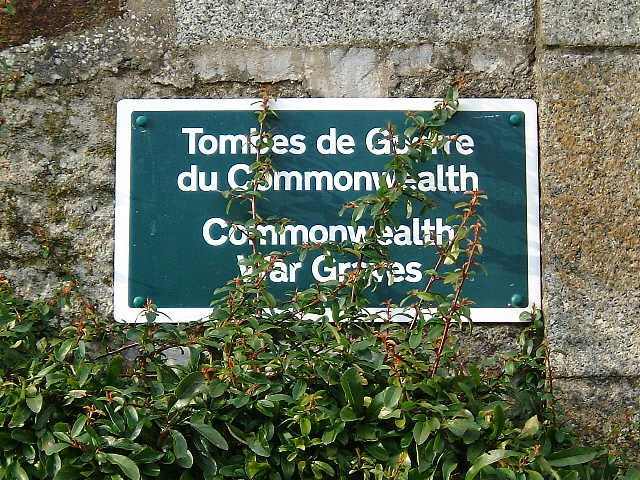 Tombes de Guerre
du Commonwealth
Commonwealth
War Graves